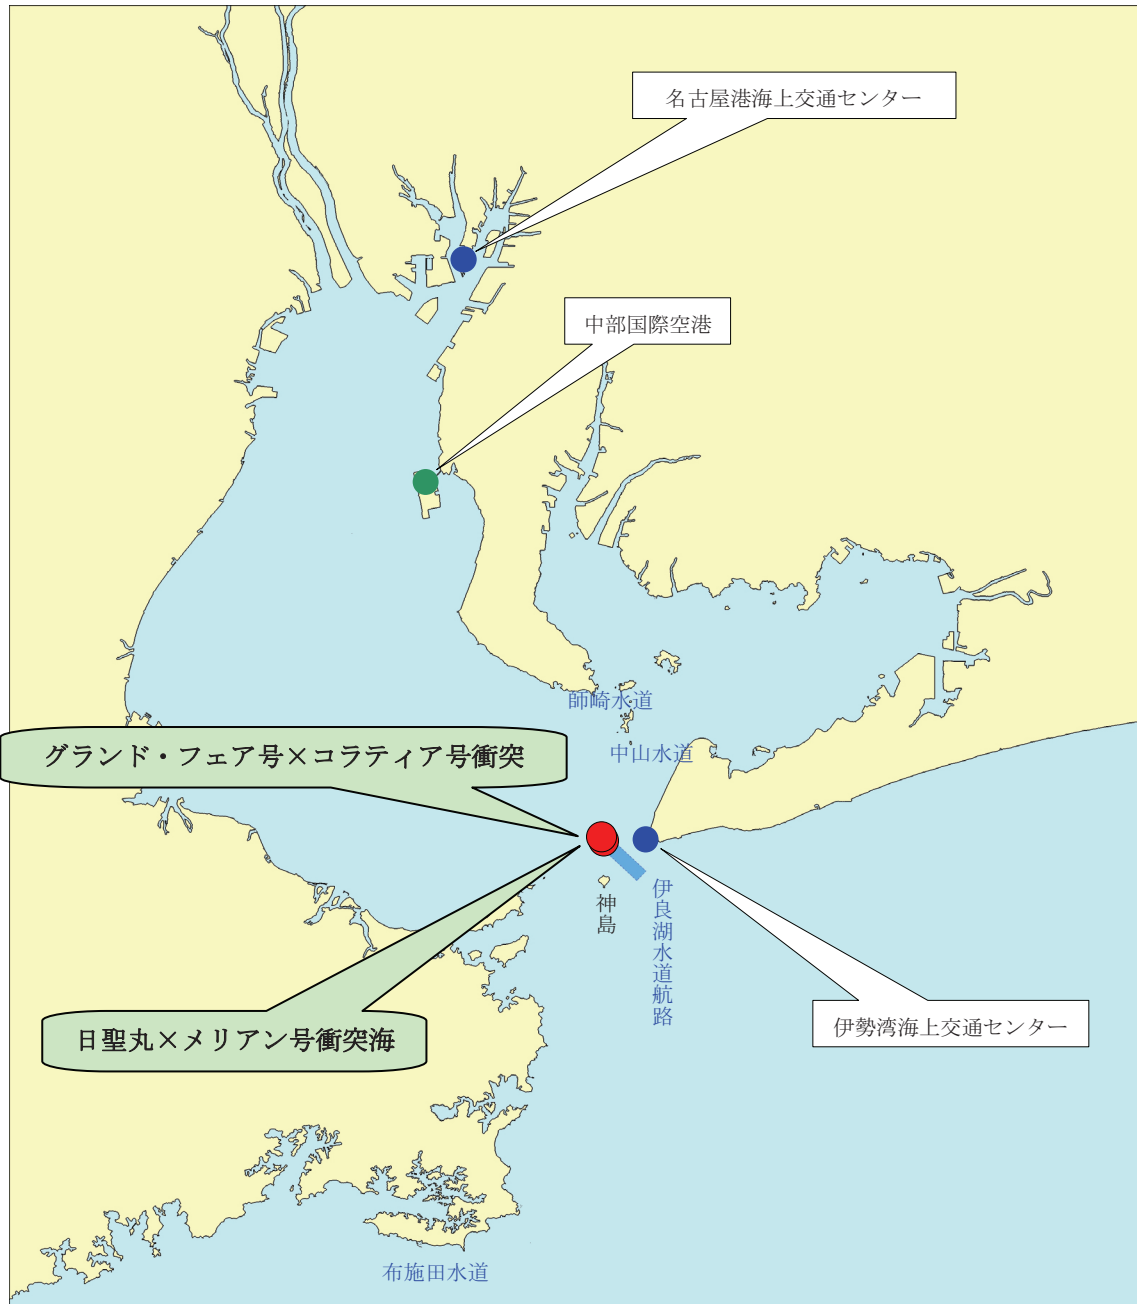 名古屋港海上交通センター
中部国際空港
師崎水道
中山水道
グランド・フェア号×コラティア号衝突
伊良湖水道航路
神島
伊勢湾海上交通センター
日聖丸×メリアン号衝突海
布施田水道